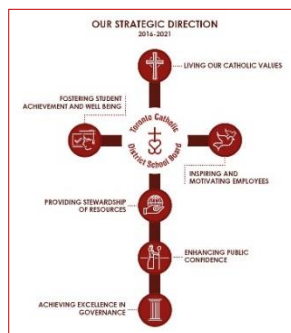 OUR STRATEGIC DIRECTION
2016-2021
LIVING OUR CATHOLIC VALUES
FOSTERING STUDENT
ACHIEVEMENT AND WELL BEING
Toronto Catholic
District School Board
INSPIRING AND
MOTIVATING EMPLOYEES
PROVIDING STEWARDSHIP
OF RESOURCES
ENHANCING PUBLIC
CONFIDENCE
ACHIEVING EXCELLENCE IN
GOVERNANCE